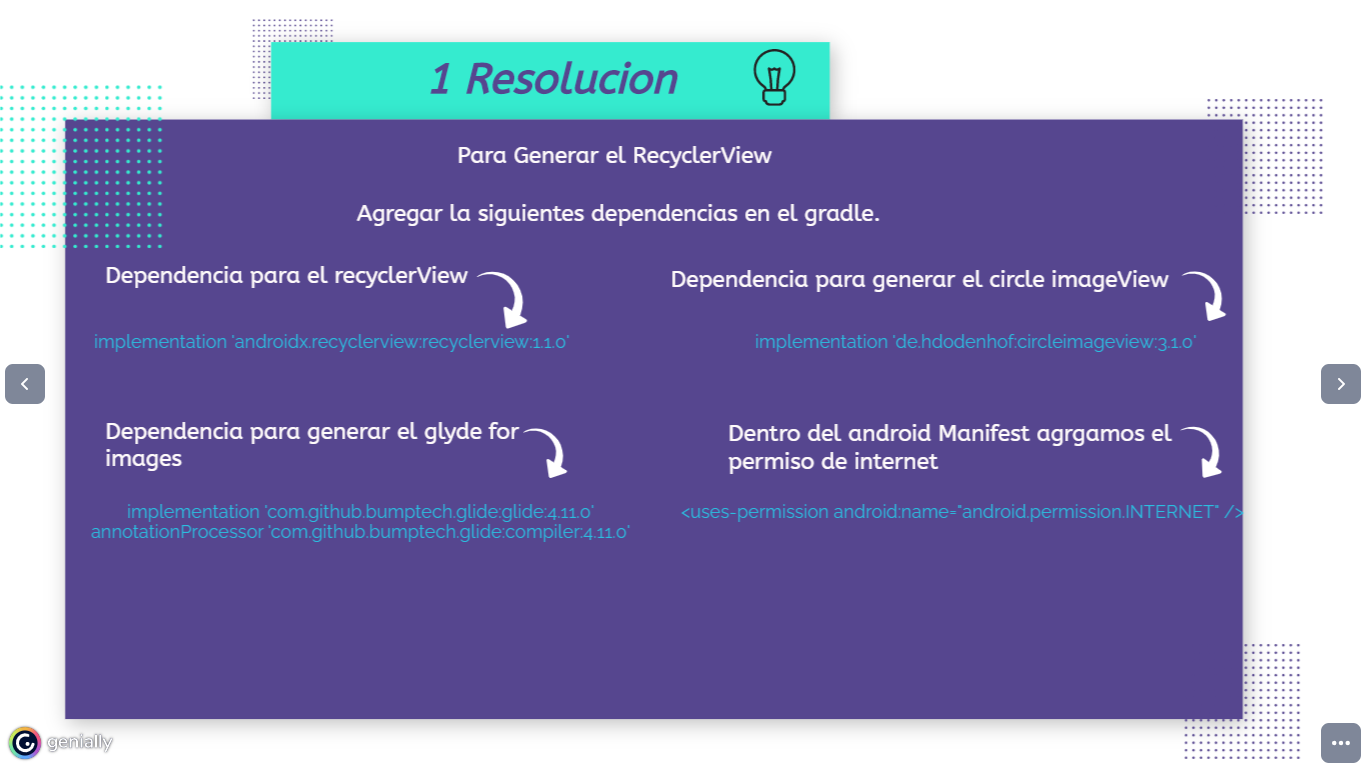 1 Resolucion
Para Generar el RecyclerView
Agregar la siguientes dependencias en el gradle.
Dependencia para el recyclerView
implementation 'androidx.recyclerview:recyclerview:1.1.0'
Dependencia para generar el circle imageView
implementation 'de.hdodenhof:circleimageview:3.1.0'
Dependencia para generar el glyde for
images
implementation 'com.github.bumptech.glide:glide:4.11.0'
annotationProcessor 'com.github.bumptech.glide:compiler:4.11.0'
Dentro del android Manifest agrgamos el
permiso de internet
<uses-permission android:name="android.permission.INTERNET" />
genially